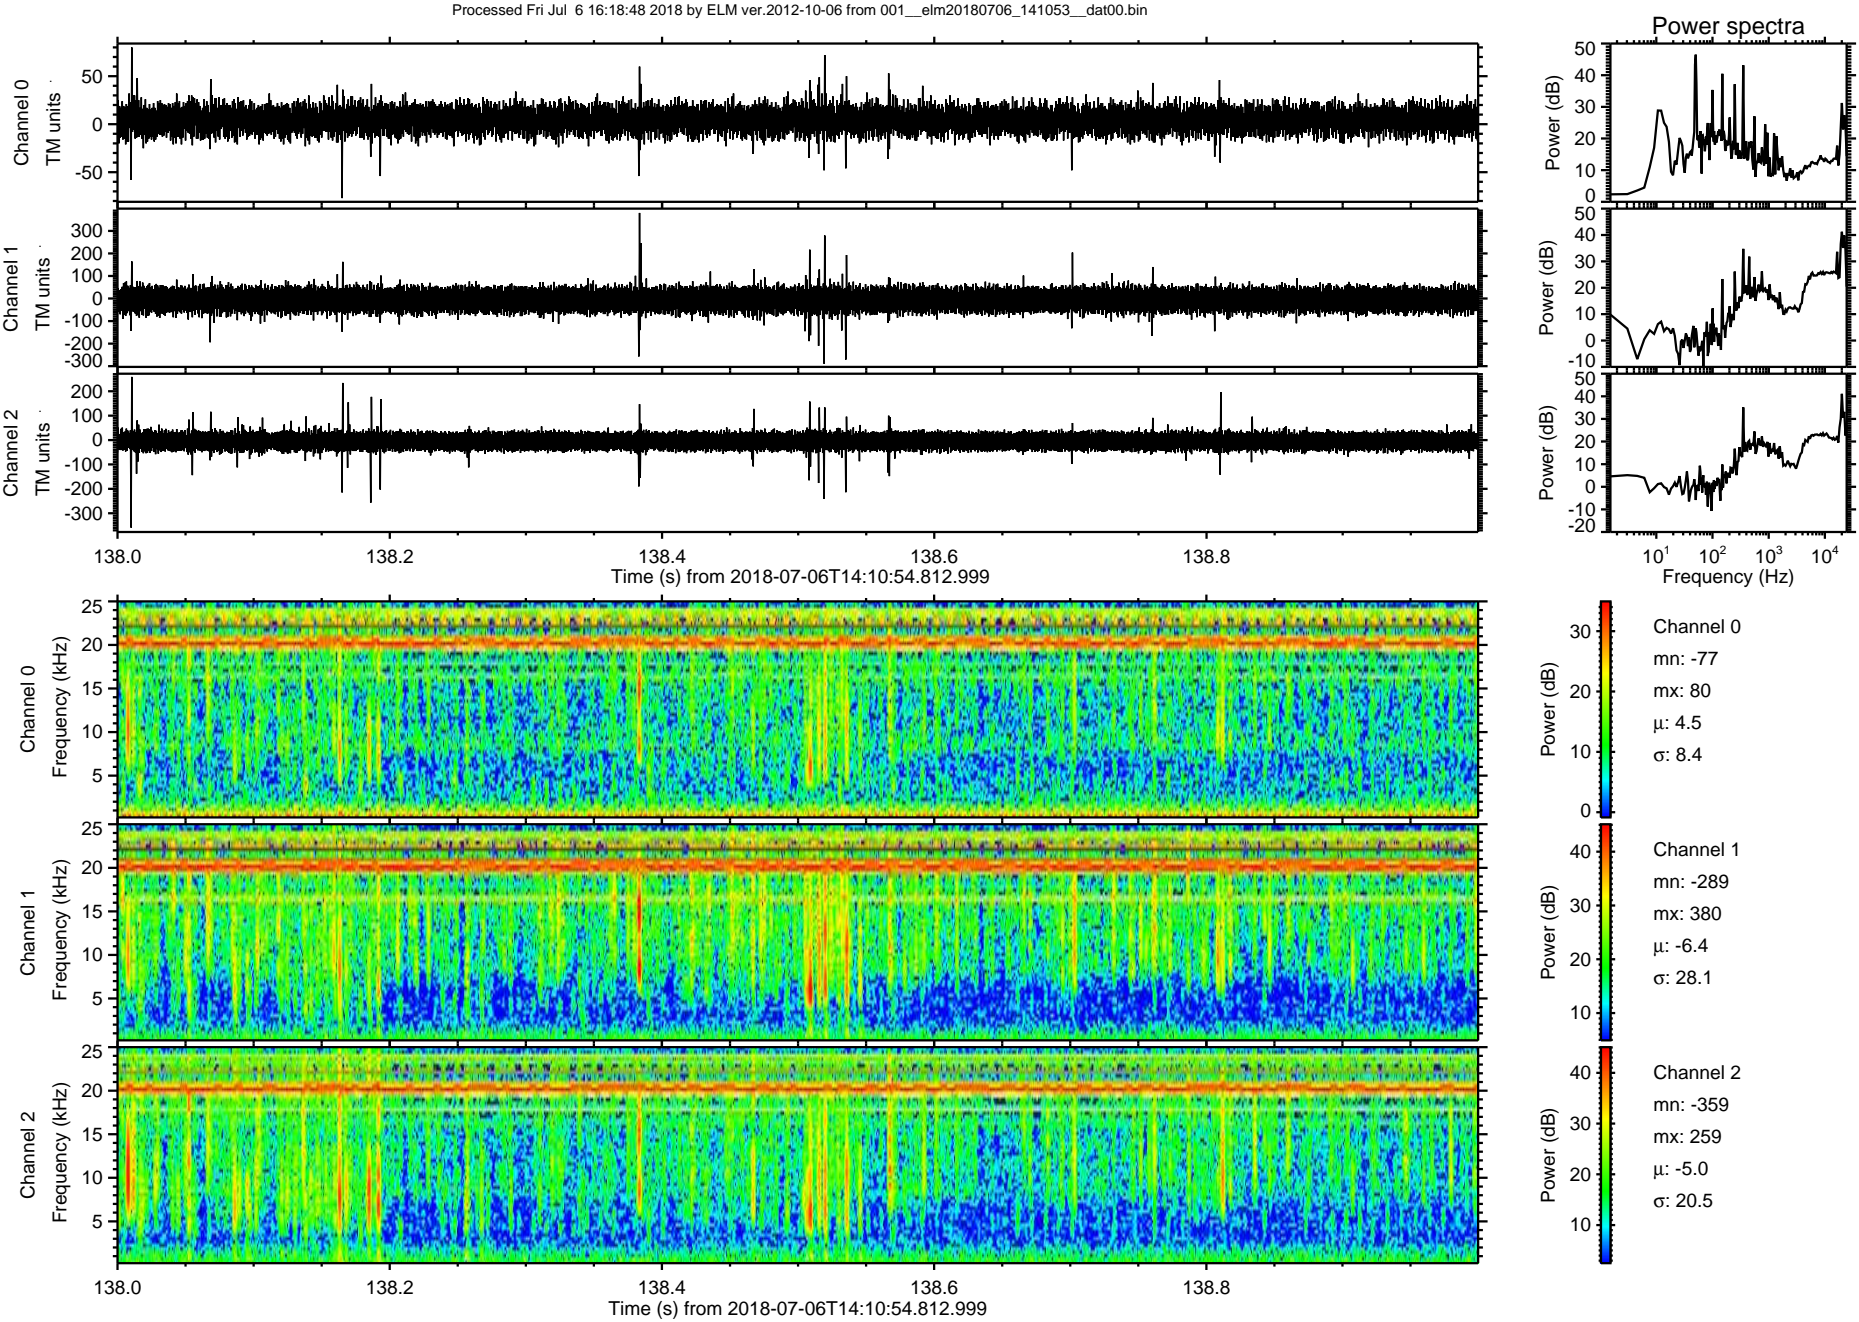 Processed Fri Jul  6 16:18:48 2018 by ELM ver.2012-10-06 from 001__elm20180706_141053__dat00.bin
Power spectra
Channel 0
TM units
50
0
-50
Power (dB)
50
40
30
20
10
0
Channel 1
TM units
300
200
100
0
-100
-200
-300
Power (dB)
50
40
30
20
10
0
-10
Channel 2
TM units
200
100
0
-100
-200
-300
Power (dB)
50
40
30
20
10
0
-10
-20
138.0 138.2 138.4 138.6 138.8
Time (s) from 2018-07-06T14:10:54.812.999
10¹ 10² 10³ 10⁴
Frequency (Hz)
Channel 0
Frequency (kHz)
25
20
15
10
5
Power (dB)
30
20
10
0
Channel 0
mn: -77
mx: 80
μ: 4.5
σ: 8.4
Channel 1
Frequency (kHz)
25
20
15
10
5
Power (dB)
40
30
20
10
Channel 1
mn: -289
mx: 380
μ: -6.4
σ: 28.1
Channel 2
Frequency (kHz)
25
20
15
10
5
Power (dB)
40
30
20
10
Channel 2
mn: -359
mx: 259
μ: -5.0
σ: 20.5
138.0 138.2 138.4 138.6 138.8
Time (s) from 2018-07-06T14:10:54.812.999